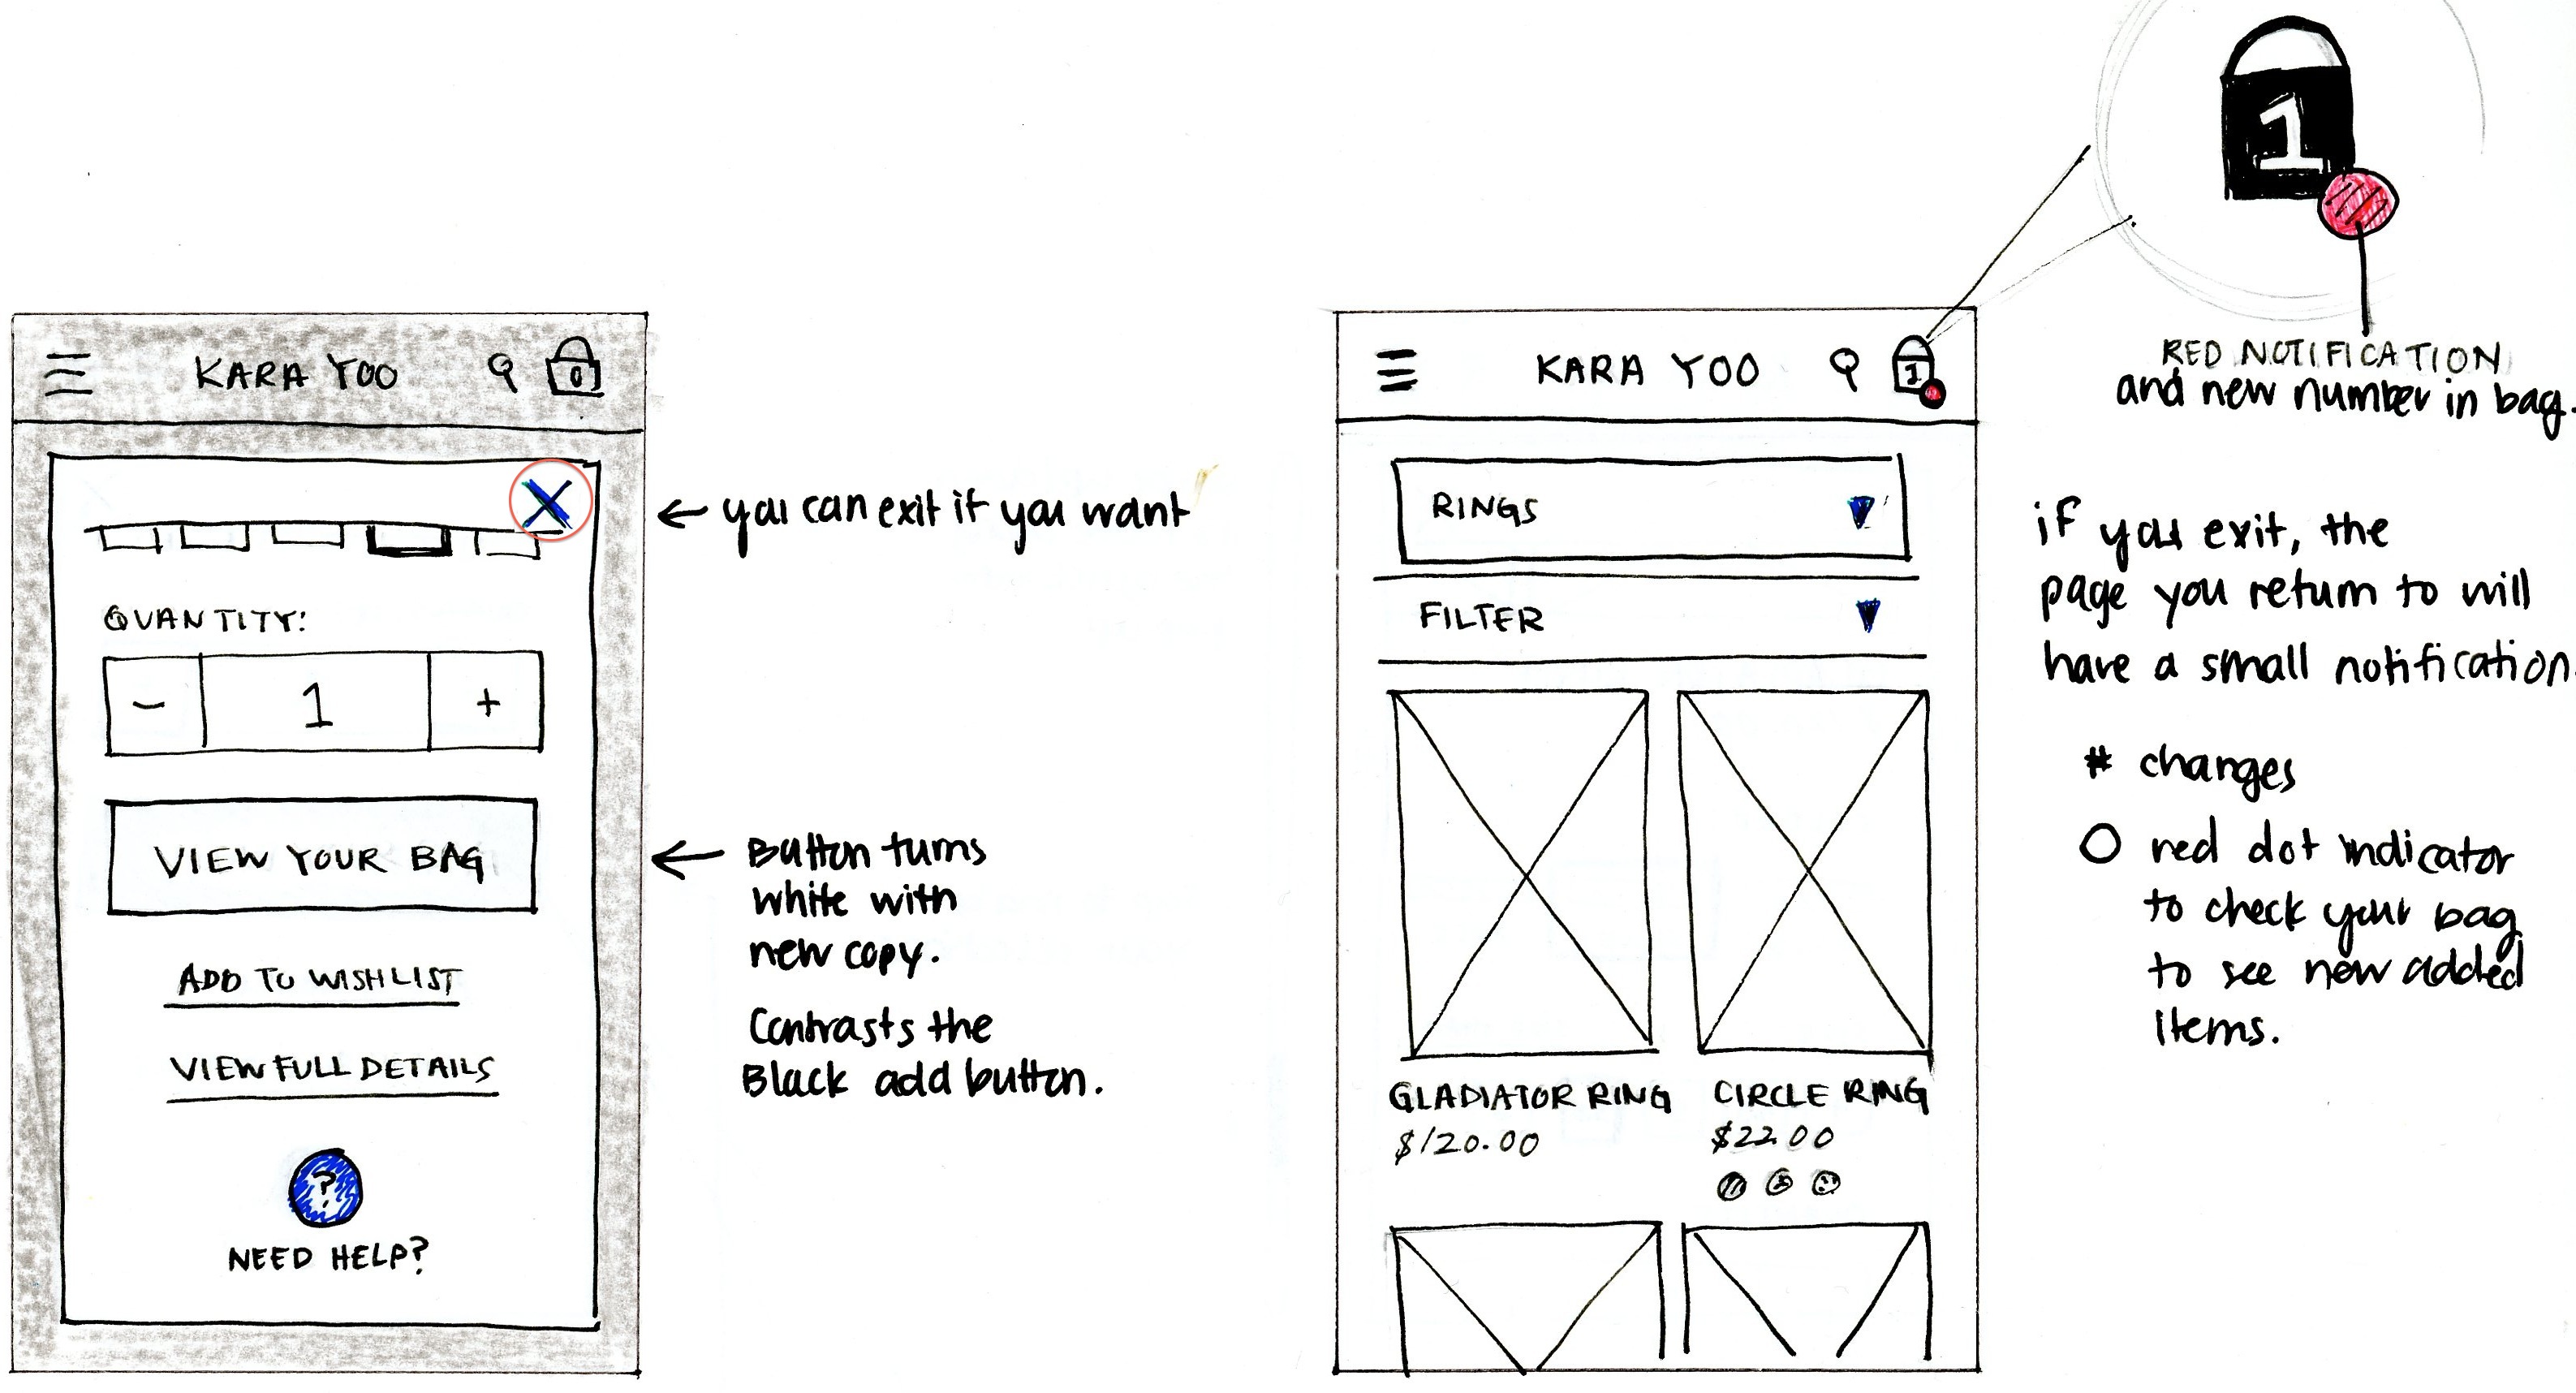 KARA YOO
0
you can exit if you want
QUANTITY:
− 1 +
VIEW YOUR BAG
Button turns
white with
new copy.
Contrasts the
Black add button.
ADD TO WISHLIST
VIEW FULL DETAILS
?
NEED HELP?
1
RED NOTIFICATION
and new number in bag.
KARA YOO
1
RINGS
FILTER
GLADIATOR RING
$120.00
CIRCLE RING
$22.00
if you exit, the
page you return to will
have a small notification.
# changes
O red dot indicator
to check your bag
to see new added
items.